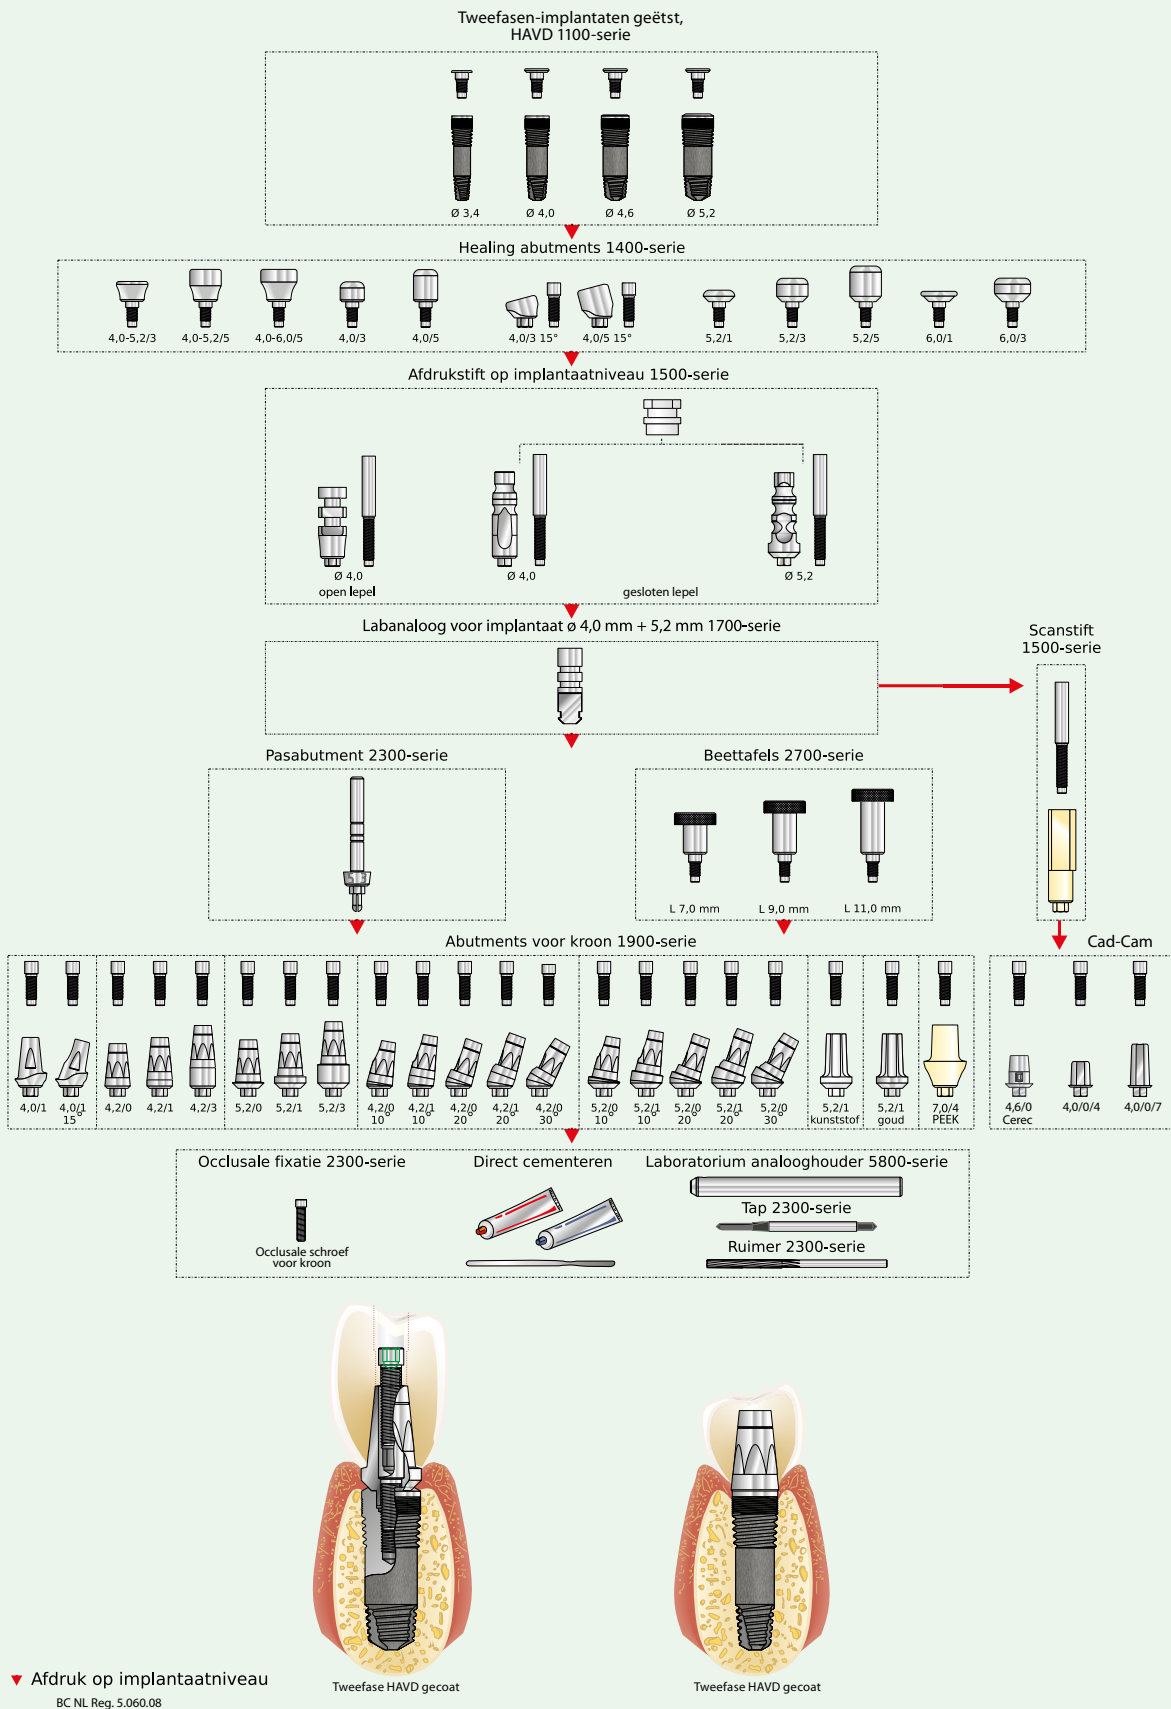 Tweefasen-implantaten geëtst,
HAVD 1100-serie
Ø 3,4 Ø 4,0 Ø 4,6 Ø 5,2
Healing abutments 1400-serie
4,0-5,2/3 4,0-5,2/5 4,0-6,0/5 4,0/3 4,0/5 4,0/3 15° 4,0/5 15° 5,2/1 5,2/3 5,2/5 6,0/1 6,0/3
Afdrukstift op implantaatniveau 1500-serie
Ø 4,0 Ø 4,0 Ø 5,2
open lepel gesloten lepel
Labanaloog voor implantaat ø 4,0 mm + 5,2 mm 1700-serie
Scanstift
1500-serie
Pasabutment 2300-serie
Beettafels 2700-serie
L 7,0 mm L 9,0 mm L 11,0 mm
Abutments voor kroon 1900-serie
Cad-Cam
4,0/1 4,0/1 4,2/0 4,2/1 4,2/3 5,2/0 5,2/1 5,2/3 4,2/0 4,2/1 4,2/0 4,2/1 4,2/0 5,2/0 5,2/1 5,2/0 5,2/1 5,2/0 5,2/1 5,2/1 7,0/4 4,6/0 4,0/0/4 4,0/0/7
15° 10° 10° 20° 20° 30° 10° 10° 20° 20° 30° kunststof goud PEEK Cerec
Occlusale fixatie 2300-serie
Direct cementeren
Laboratorium analooghouder 5800-serie
Tap 2300-serie
Ruimer 2300-serie
Occlusale schroef
voor kroon
Afdruk op implantaatniveau
Tweefase HAVD gecoat
Tweefase HAVD gecoat
BC NL Reg. 5.060.08